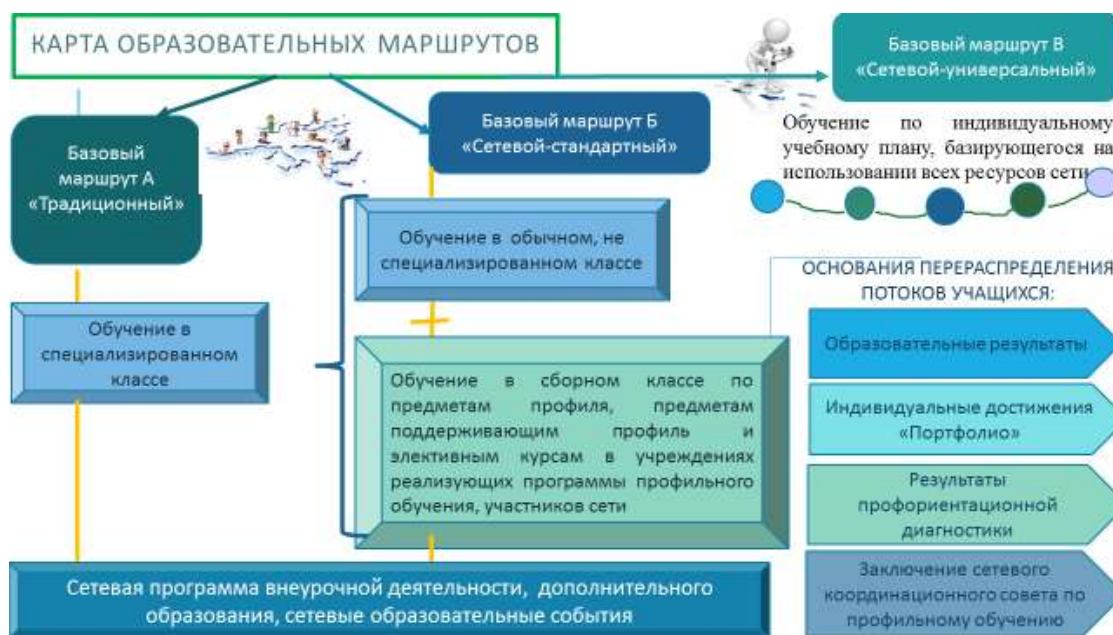 КАРТА ОБРАЗОВАТЕЛЬНЫХ МАРШРУТОВ
Базовый
маршрут А
«Традиционный»
Обучение в
специализированном
классе
Базовый маршрут Б
«Сетевой-стандартный»
Обучение в обычном, не
специализированном классе
Обучение в сборном классе по
предметам профиля, предметам
поддерживающим профиль и
элективным курсам в учреждениях
реализующих программы профильного
обучения, участников сети
Базовый маршрут В
«Сетевой-универсальный»
Обучение по индивидуальному
учебному плану, базирующегося на
использовании всех ресурсов сети
ОСНОВАНИЯ ПЕРЕРАСПРЕДЕЛЕНИЯ
ПОТОКОВ УЧАЩИХСЯ:
Образовательные результаты
Индивидуальные достижения
«Портфолио»
Результаты
профориентационной
диагностики
Заключение сетевого
координационного совета по
профильному обучению
Сетевая программа внеурочной деятельности, дополнительного
образования, сетевые образовательные события